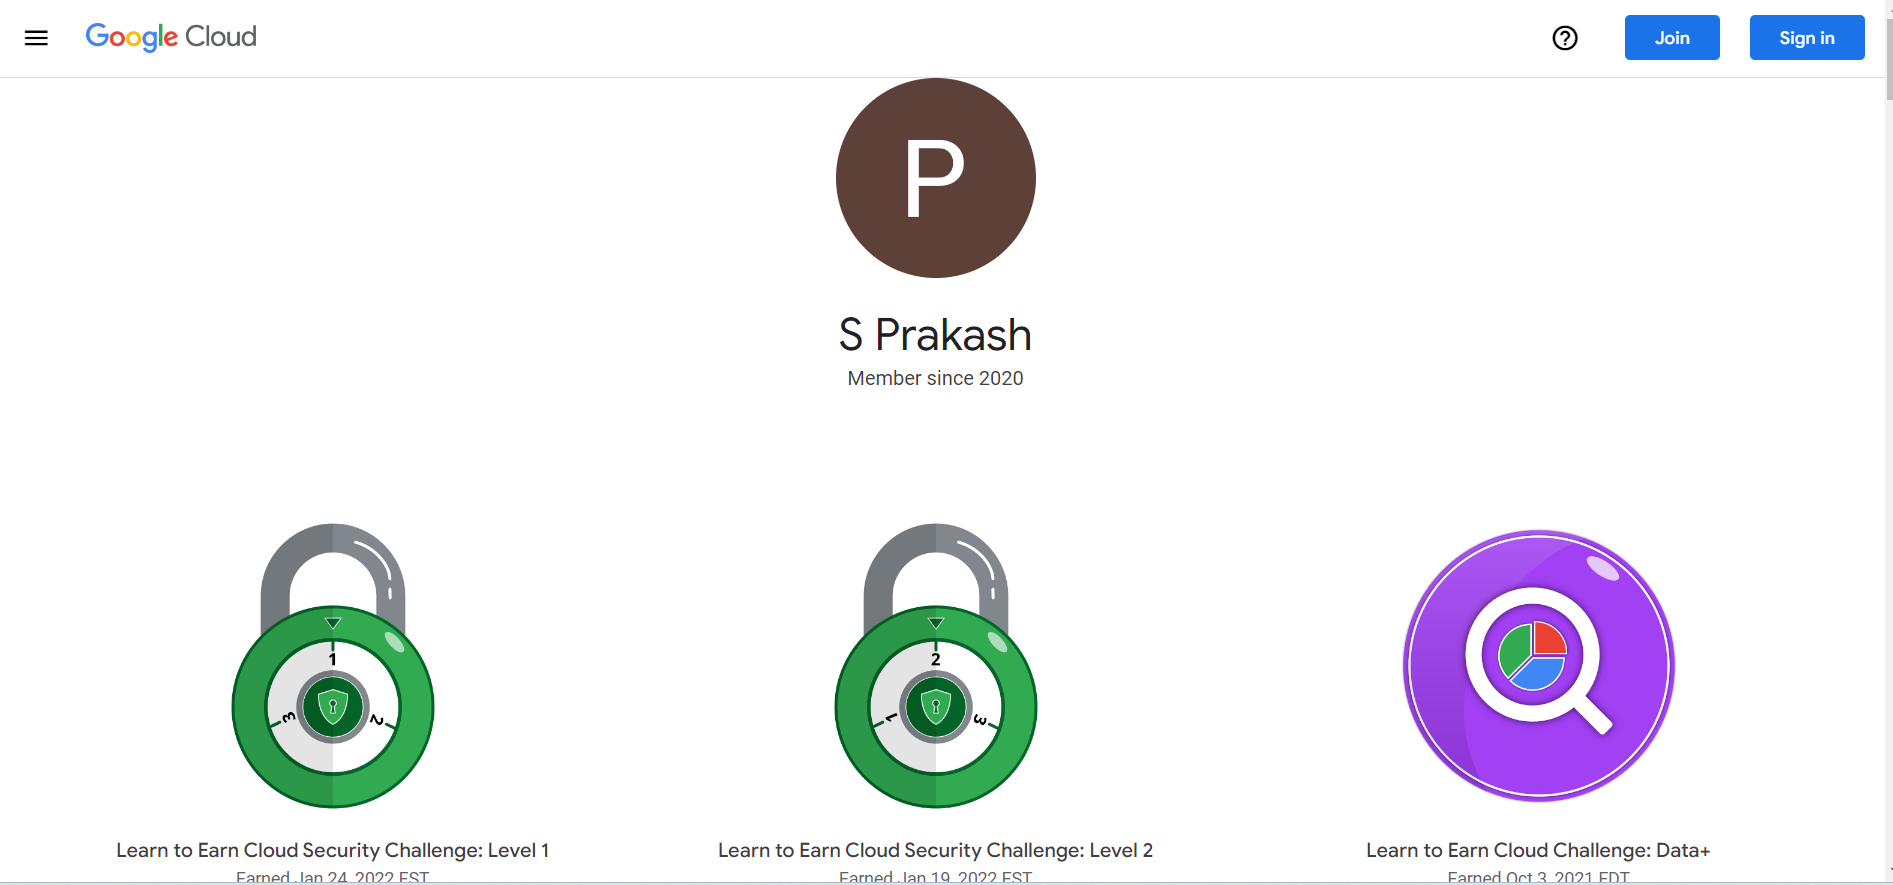 Google Cloud
Join
Sign in
P
S Prakash
Member since 2020
1
2
3
2
3
1
Learn to Earn Cloud Security Challenge: Level 1
Earned Jan 24, 2022 EST
Learn to Earn Cloud Security Challenge: Level 2
Earned Jan 19, 2022 EST
Learn to Earn Cloud Challenge: Data+
Earned Oct 3, 2021 EDT